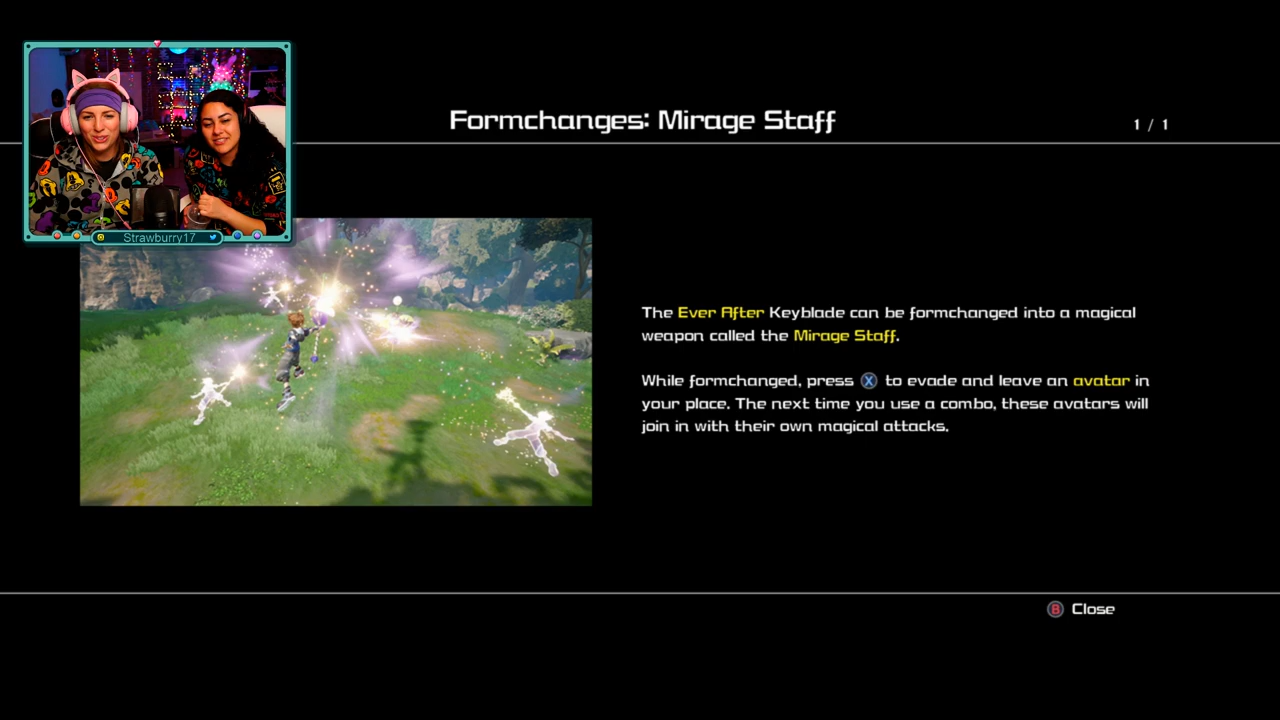 Formchanges: Mirage Staff
1 / 1
Strawburry17
The Ever After Keyblade can be formchanged into a magical
weapon called the Mirage Staff.
While formchanged, press X to evade and leave an avatar in
your place. The next time you use a combo, these avatars will
join in with their own magical attacks.
B Close